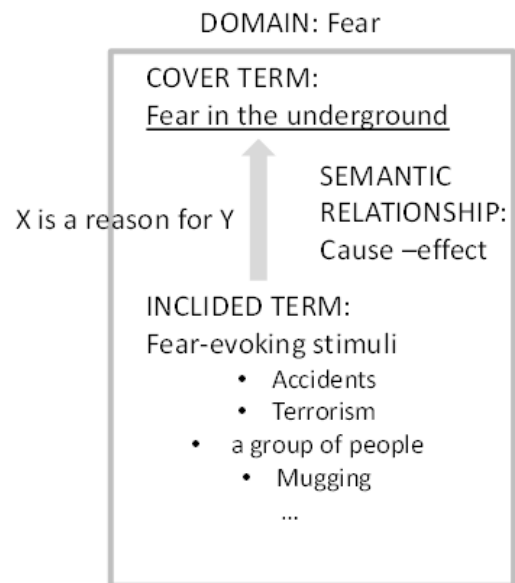 DOMAIN: Fear
COVER TERM:
Fear in the underground
X is a reason for Y
SEMANTIC
RELATIONSHIP:
Cause –effect
INCLIDED TERM:
Fear-evoking stimuli
• Accidents
• Terrorism
• a group of people
• Mugging
...